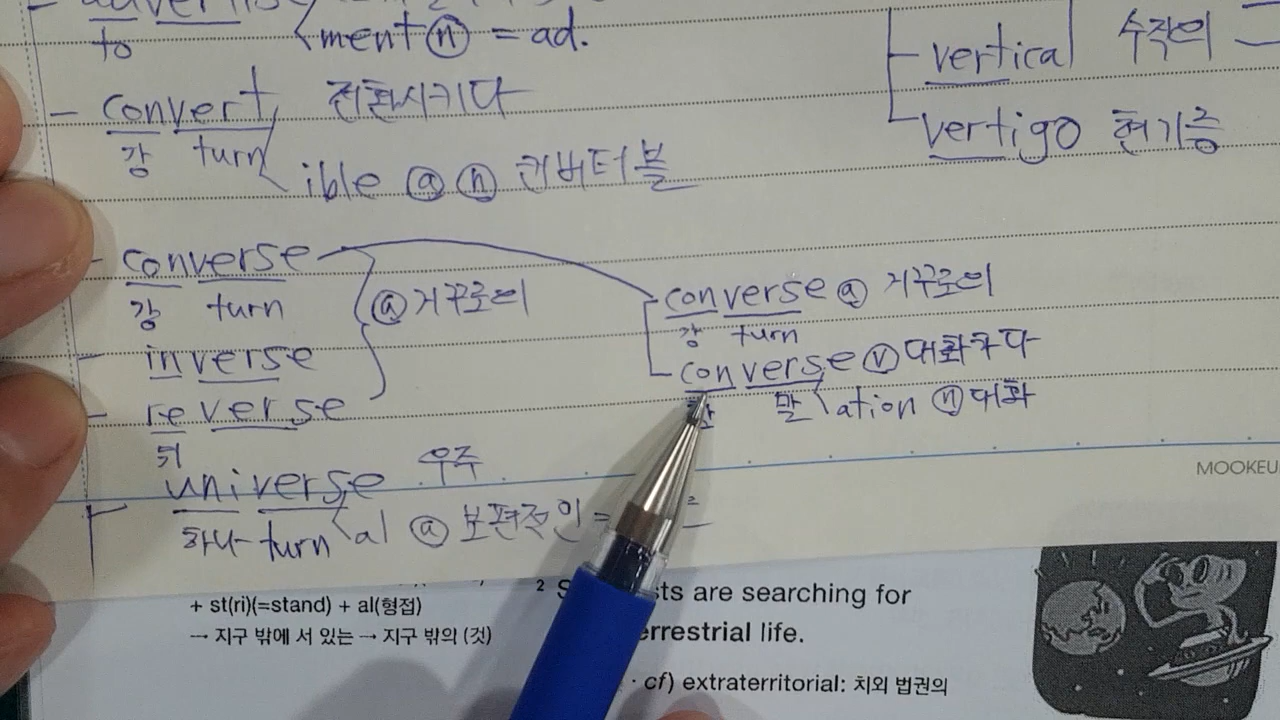 to
ment ⓝ = ad.
vertical 수직의
- convert 전환시키다
강 turn
vertigo 현기증
ible ⓐ ⓝ 컨버터블
- converse
강 turn
ⓐ 거꾸로의
converse ⓐ 거꾸로의
강 turn
- inverse
converse ⓥ 대화하다
말 ation ⓝ 대화
- reverse
뒤
universe 우주
하나 turn al ⓐ 보편적인 =
MOOKEU
+ st(ri)(=stand) + al(형접)
→ 지구 밖에 서 있는 → 지구 밖의 (것)
2 S sts are searching for
errestrial life.
· cf) extraterritorial: 치외 법권의